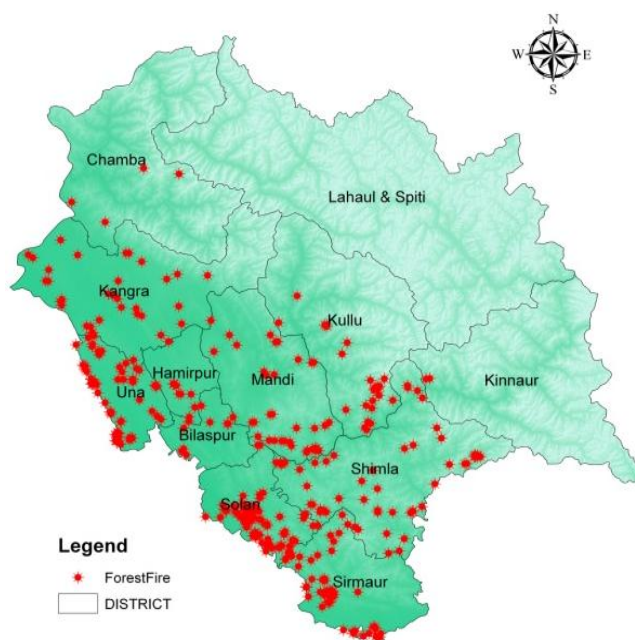 N
W E
S
Chamba
Lahaul & Spiti
Kangra
Kullu
Hamirpur
Mandi
Kinnaur
Una
Bilaspur
Shimla
Solan
Legend
ForestFire
Sirmaur
DISTRICT